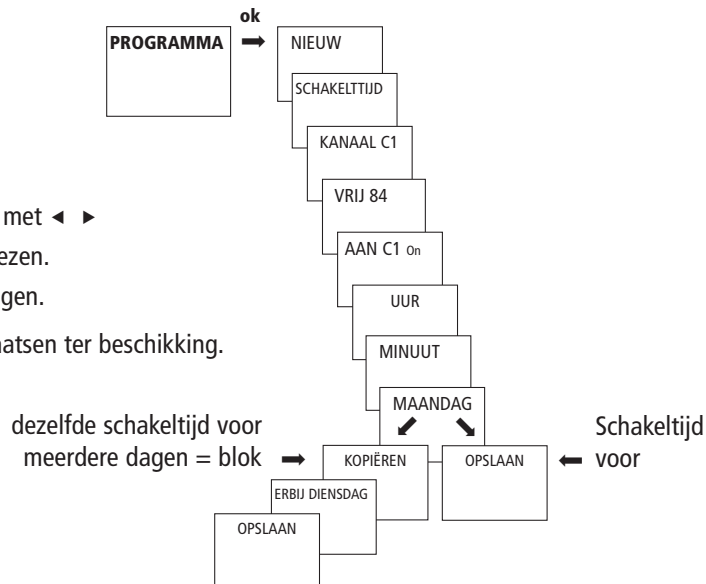 ok
PROGRAMMA
NIEUW
SCHAKELTTIJD
KANAAL C1
VRIJ 84
met ◄ ►
ezen.
AAN C1 On
gen.
UUR
atsen ter beschikking.
MINUUT
MAANDAG
dezelfde schakeltijd voor
meerdere dagen = blok
KOPIËREN
OPSLAAN
Schakeltijd
voor
ERBIJ DIENSDAG
OPSLAAN